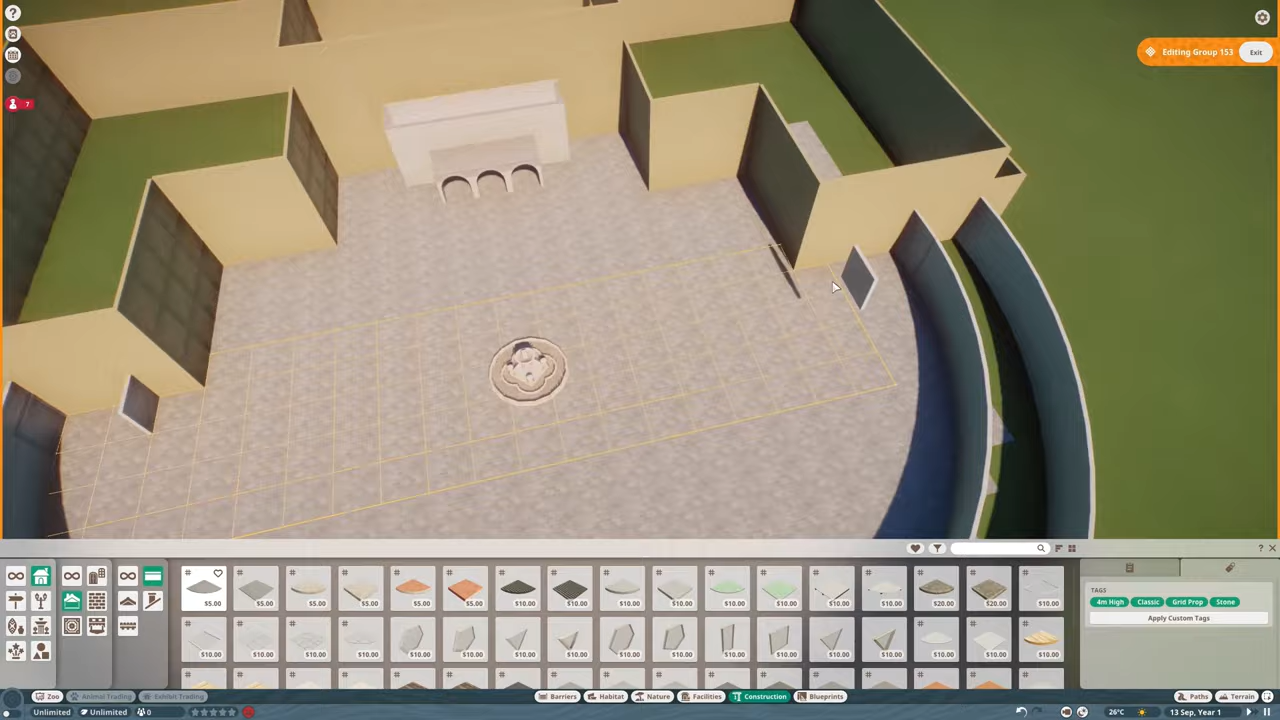 ?
Editing Group 153 Exit
7
? ×
$5.00 $5.00 $5.00 $5.00 $5.00 $5.00 $10.00 $10.00 $10.00 $10.00 $10.00 $10.00 $10.00 $10.00 $20.00 $20.00 $10.00
TAGS
4m High Classic Grid Prop Stone
Apply Custom Tags
$10.00 $10.00 $10.00 $10.00 $10.00 $10.00 $10.00 $10.00 $10.00 $10.00 $10.00 $10.00 $10.00 $10.00 $10.00 $10.00 $10.00
Zoo Animal Trading Exhibit Trading Barriers Habitat Nature Facilities Construction Blueprints Paths Terrain
Unlimited Unlimited 0 26°C 13 Sep, Year 1